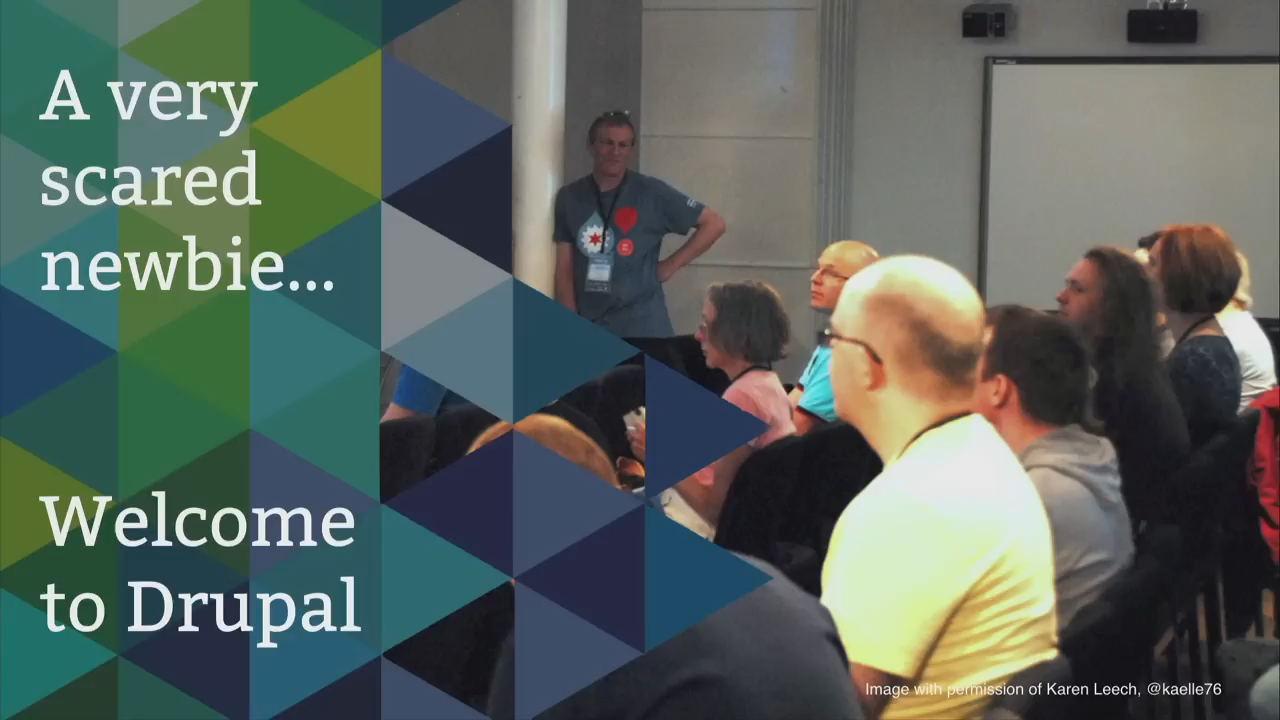 A very
scared
newbie...
Welcome
to Drupal
Image with permission of Karen Leech, @kaelle76